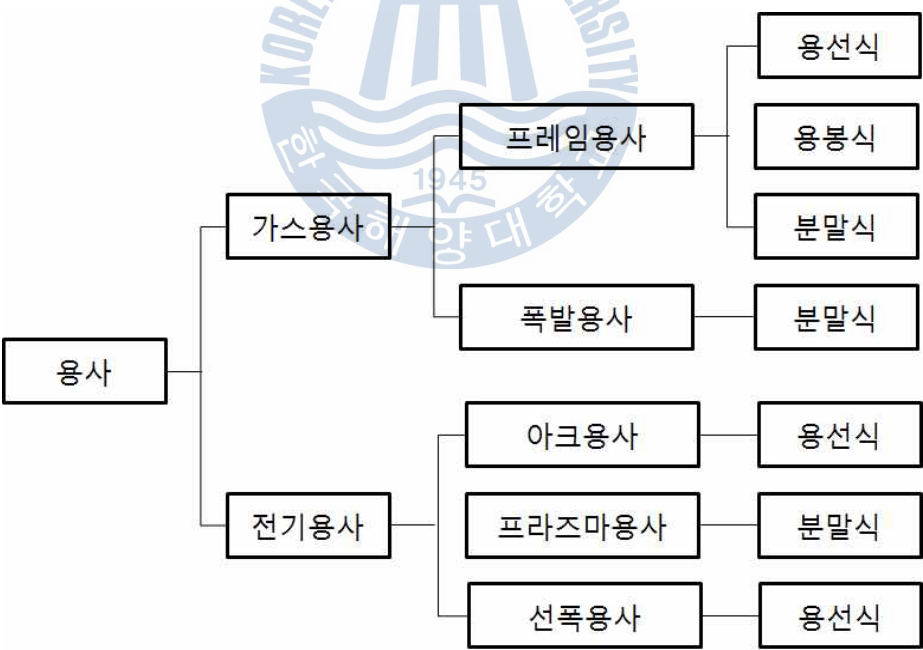 용사
가스용사
프레임용사
용선식
용봉식
분말식
폭발용사
분말식
전기용사
아크용사
용선식
프라즈마용사
분말식
선폭용사
용선식
1945